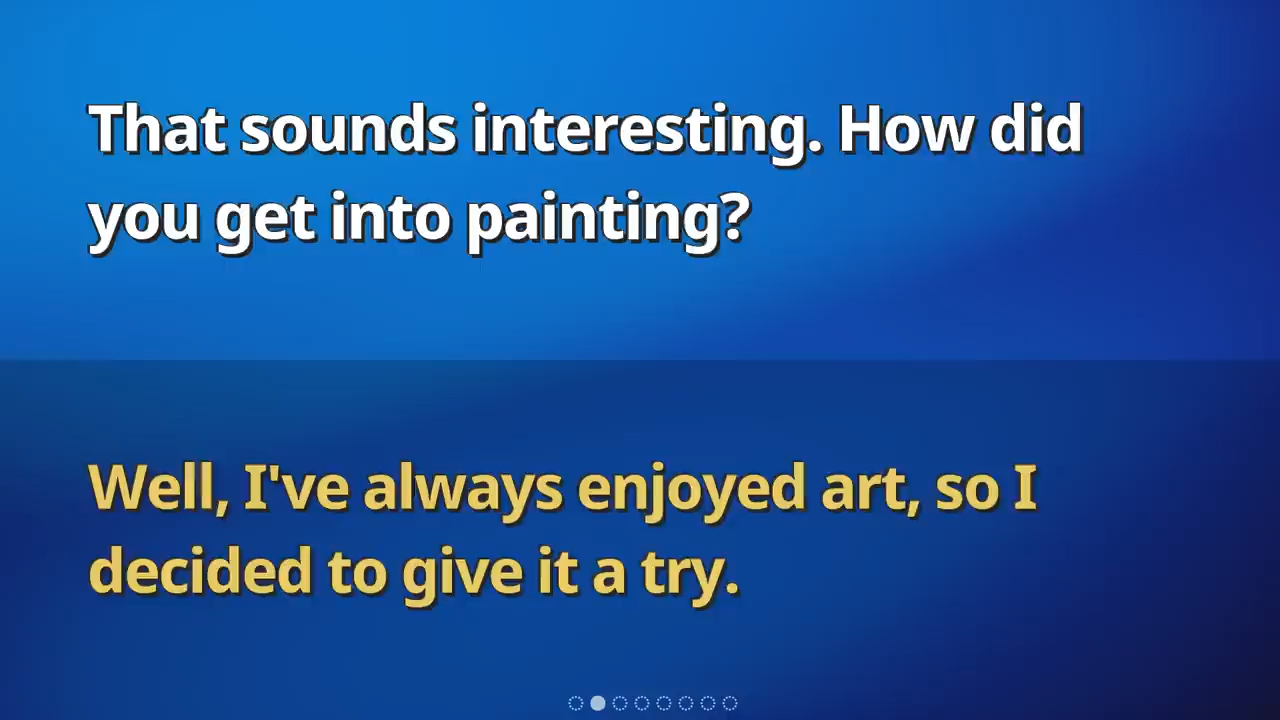 That sounds interesting. How did
you get into painting?
Well, I've always enjoyed art, so I
decided to give it a try.